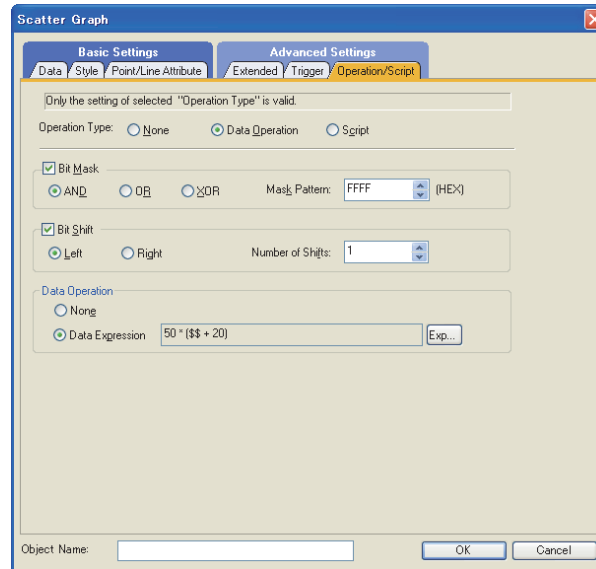 Scatter Graph
Basic Settings Advanced Settings
Data Style Point/Line Attribute Extended Trigger Operation/Script
Only the setting of selected "Operation Type" is valid.
Operation Type: None Data Operation Script
Bit Mask
AND OR XOR Mask Pattern: FFFF (HEX)
Bit Shift
Left Right Number of Shifts: 1
Data Operation
None
Data Expression 50 * ($$ + 20) Exp...
Object Name: OK Cancel